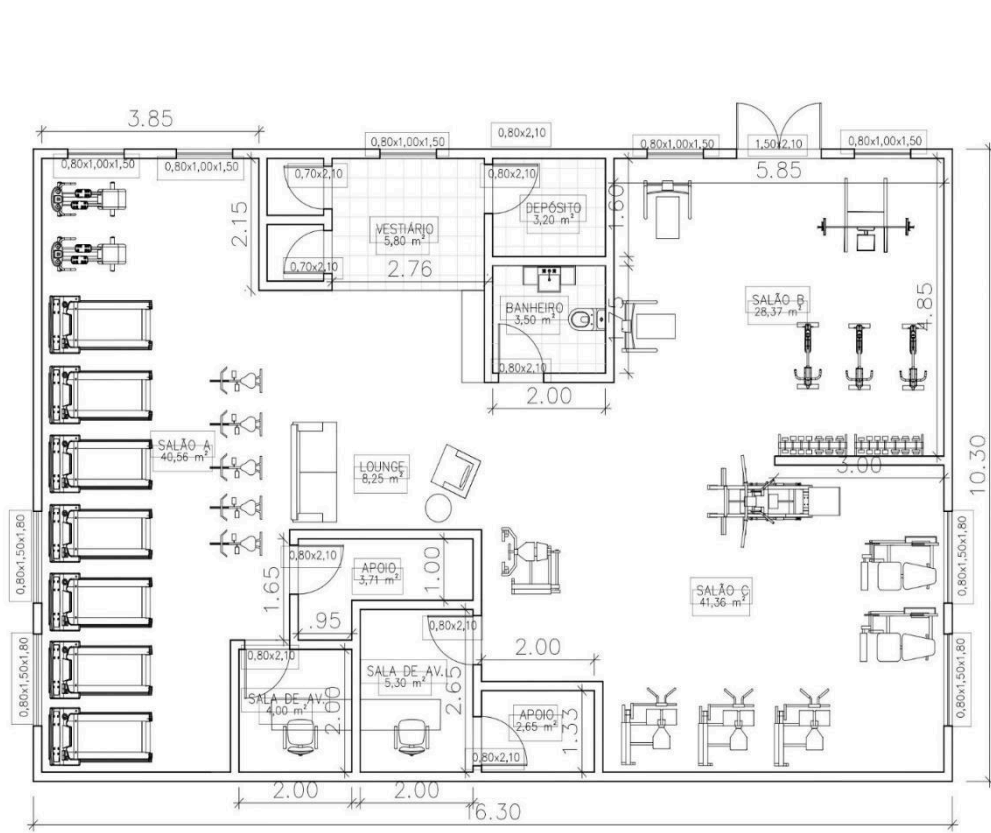 3.85
0,80x2,10
0,80x1,00x1,50
0,80x1,00x1,50
1,50x2,10
0,80x1,00x1,50
0,80x1,00x1,50
0,80x1,00x1,50
0,70x2,10
0,80x2,10
5.85
2.15
VESTIÁRIO
5,80 m²
DEPÓSITO
3,20 m²
1.60
0,70x2,10
2.76
BANHEIRO
3,50 m²
SALÃO B
28,37 m²
0,80x2,10
2.00
SALÃO A
40,56 m²
LOUNGE
8,25 m²
3.00
10.30
0,80x1,50x1,80
0,80x1,50x1,80
0,80x2,10
APOIO
3,71 m²
1.00
1.65
SALÃO C
41,36 m²
.95
0,80x2,10
0,80x2,10
2.00
0,80x1,50x1,80
0,80x1,50x1,80
SALA DE AV.
4,00 m²
2.00
SALA DE AV.
5,30 m²
2.65
APOIO
2,65 m²
1.33
0,80x2,10
2.00
2.00
16.30